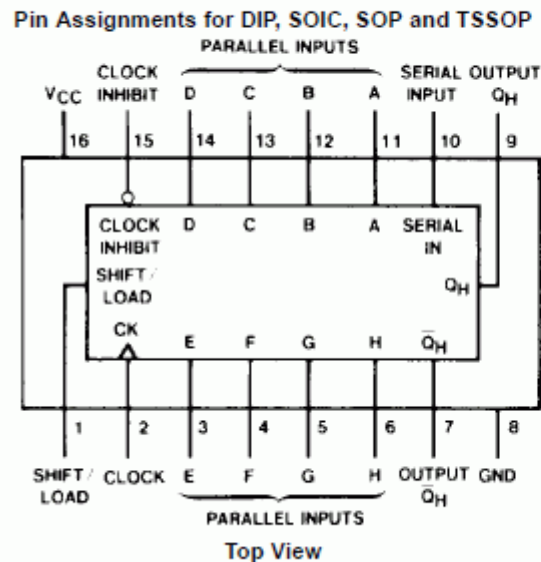 Pin Assignments for DIP, SOIC, SOP and TSSOP
PARALLEL INPUTS
VCC
CLOCK INHIBIT
D C B A
SERIAL INPUT
OUTPUT QH
16 15 14 13 12 11 10 9
CLOCK INHIBIT
D C B A
SERIAL IN
SHIFT/ LOAD
QH
CK
E F G H Q̅H
1 2 3 4 5 6 7 8
SHIFT/ LOAD
CLOCK
E F G H
OUTPUT Q̅H
GND
PARALLEL INPUTS
Top View